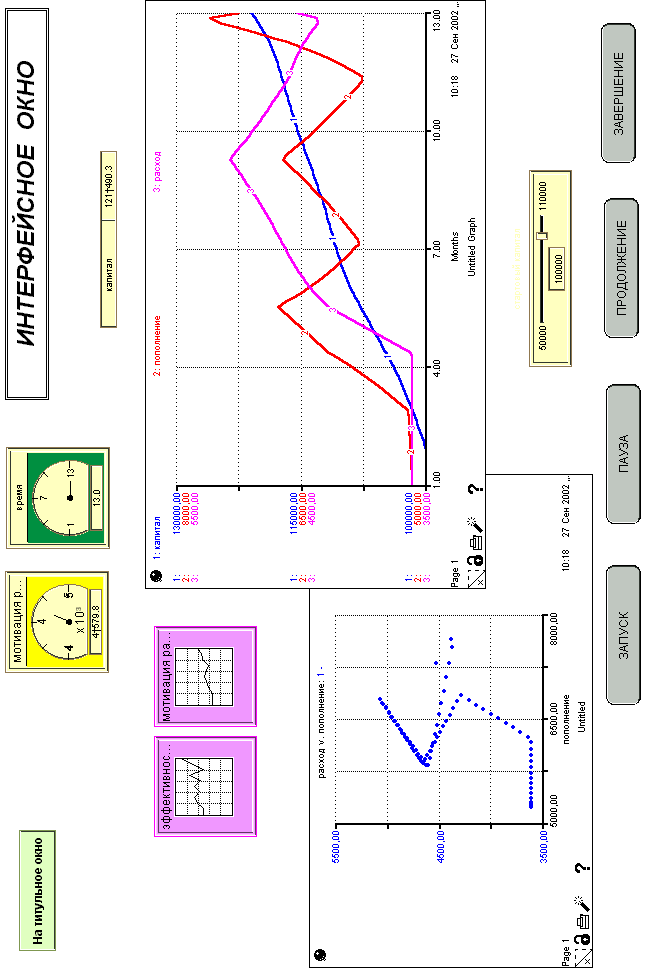 На титульное окно
ИНТЕРФЕЙСНОЕ ОКНО
мотивация р...
4
4
5
x 10³
4†579.8
время
1
7
13
13.0
капитал
121†490.3
эффективнос...
мотивация ра...
1: капитал
2: пополнение
3: расход
1:
2:
3:
130000,00
8000,00
5500,00
1:
2:
3:
115000,00
6500,00
4500,00
1:
2:
3:
100000,00
5000,00
3500,00
1.00
4.00
7.00
10.00
13.00
Page 1
Months
10:18
27 Сен 2002 ...
Untitled Graph
?
расход v. пополнение: 1 -
5500,00
4500,00
3500,00
5000,00
6500,00
8000,00
Page 1
пополнение
10:18
27 Сен 2002 ...
Untitled
?
50000
110000
100000
ЗАПУСК
ПАУЗА
ПРОДОЛЖЕНИЕ
ЗАВЕРШЕНИЕ